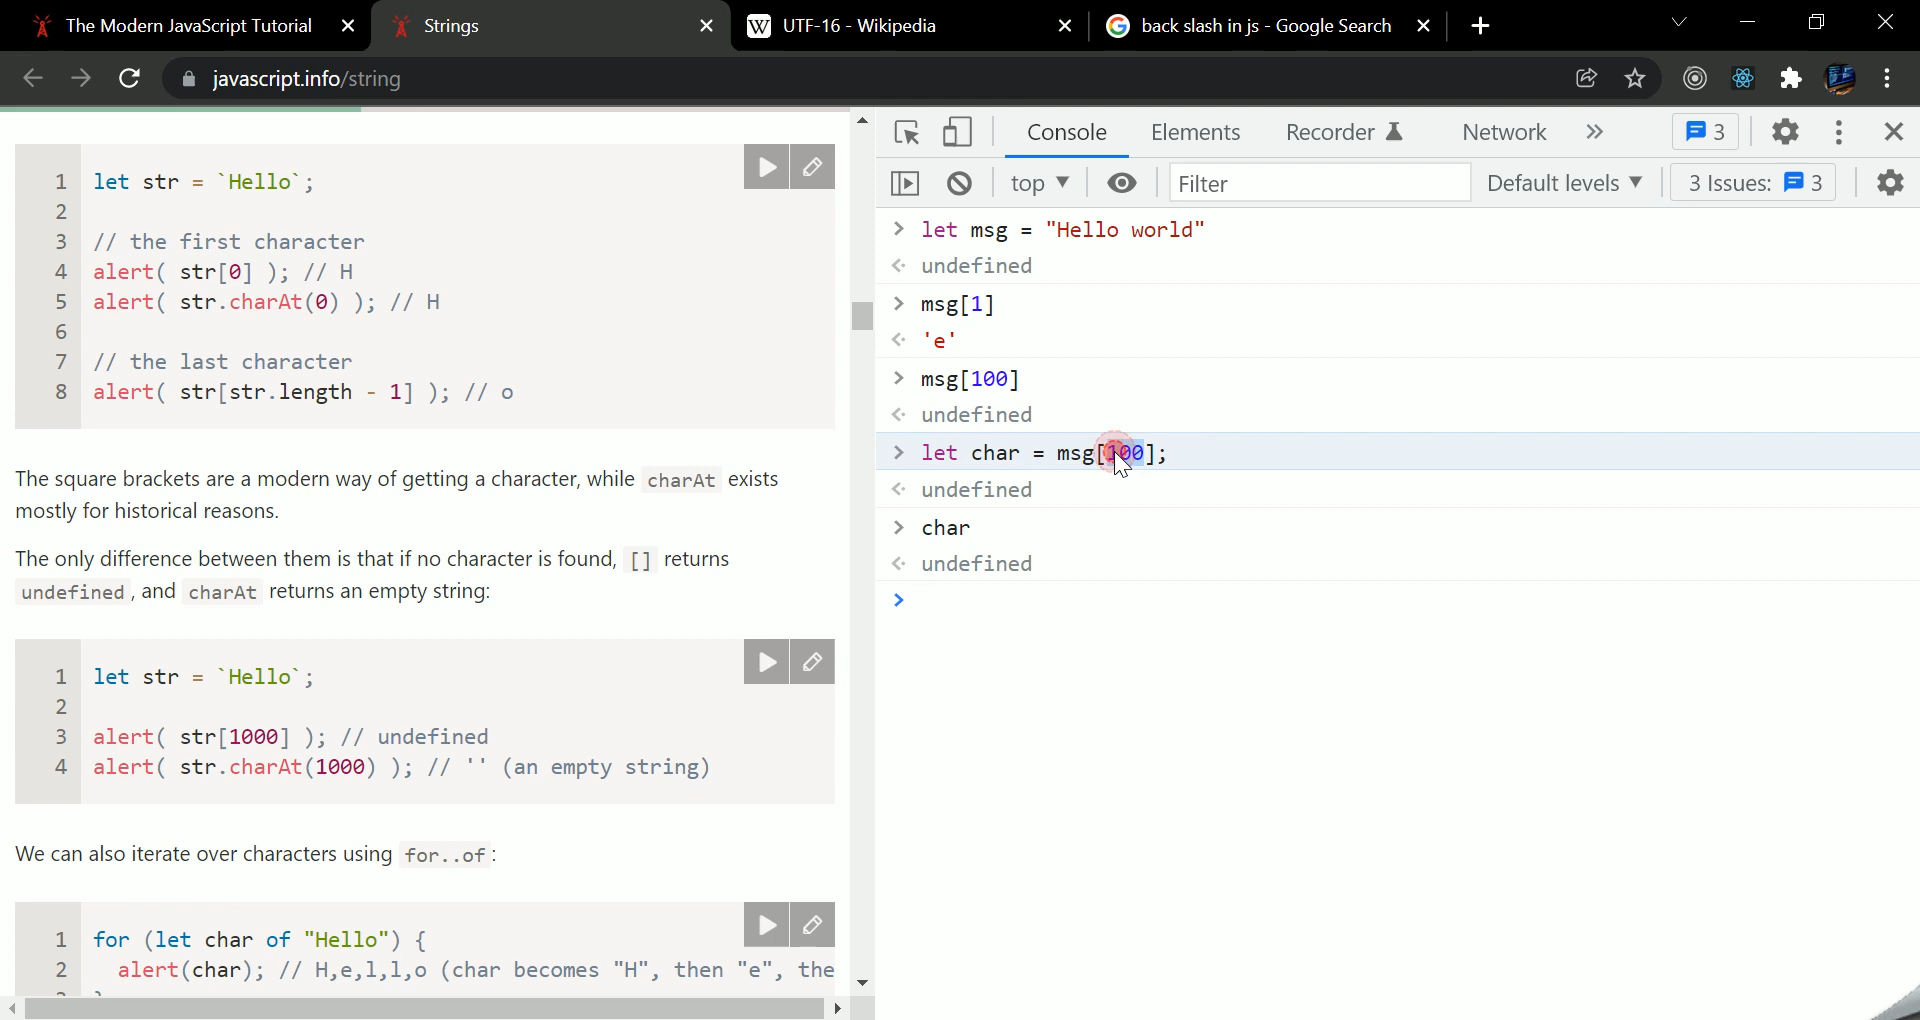 The Modern JavaScript Tutorial
Strings
UTF-16 - Wikipedia
back slash in js - Google Search
javascript.info/string
1 let str = `Hello`;
2
3 // the first character
4 alert( str[0] ); // H
5 alert( str.charAt(0) ); // H
6
7 // the last character
8 alert( str[str.length - 1] ); // o
The square brackets are a modern way of getting a character, while charAt exists
mostly for historical reasons.
The only difference between them is that if no character is found, [] returns
undefined, and charAt returns an empty string:
1 let str = `Hello`;
2
3 alert( str[1000] ); // undefined
4 alert( str.charAt(1000) ); // '' (an empty string)
We can also iterate over characters using for..of:
1 for (let char of "Hello") {
2 alert(char); // H,e,l,l,o (char becomes "H", then "e", the
Console Elements Recorder Network » 3
top Filter Default levels 3 Issues: 3
> let msg = "Hello world"
undefined
> msg[1]
'e'
> msg[100]
undefined
> let char = msg[100];
undefined
> char
undefined
>